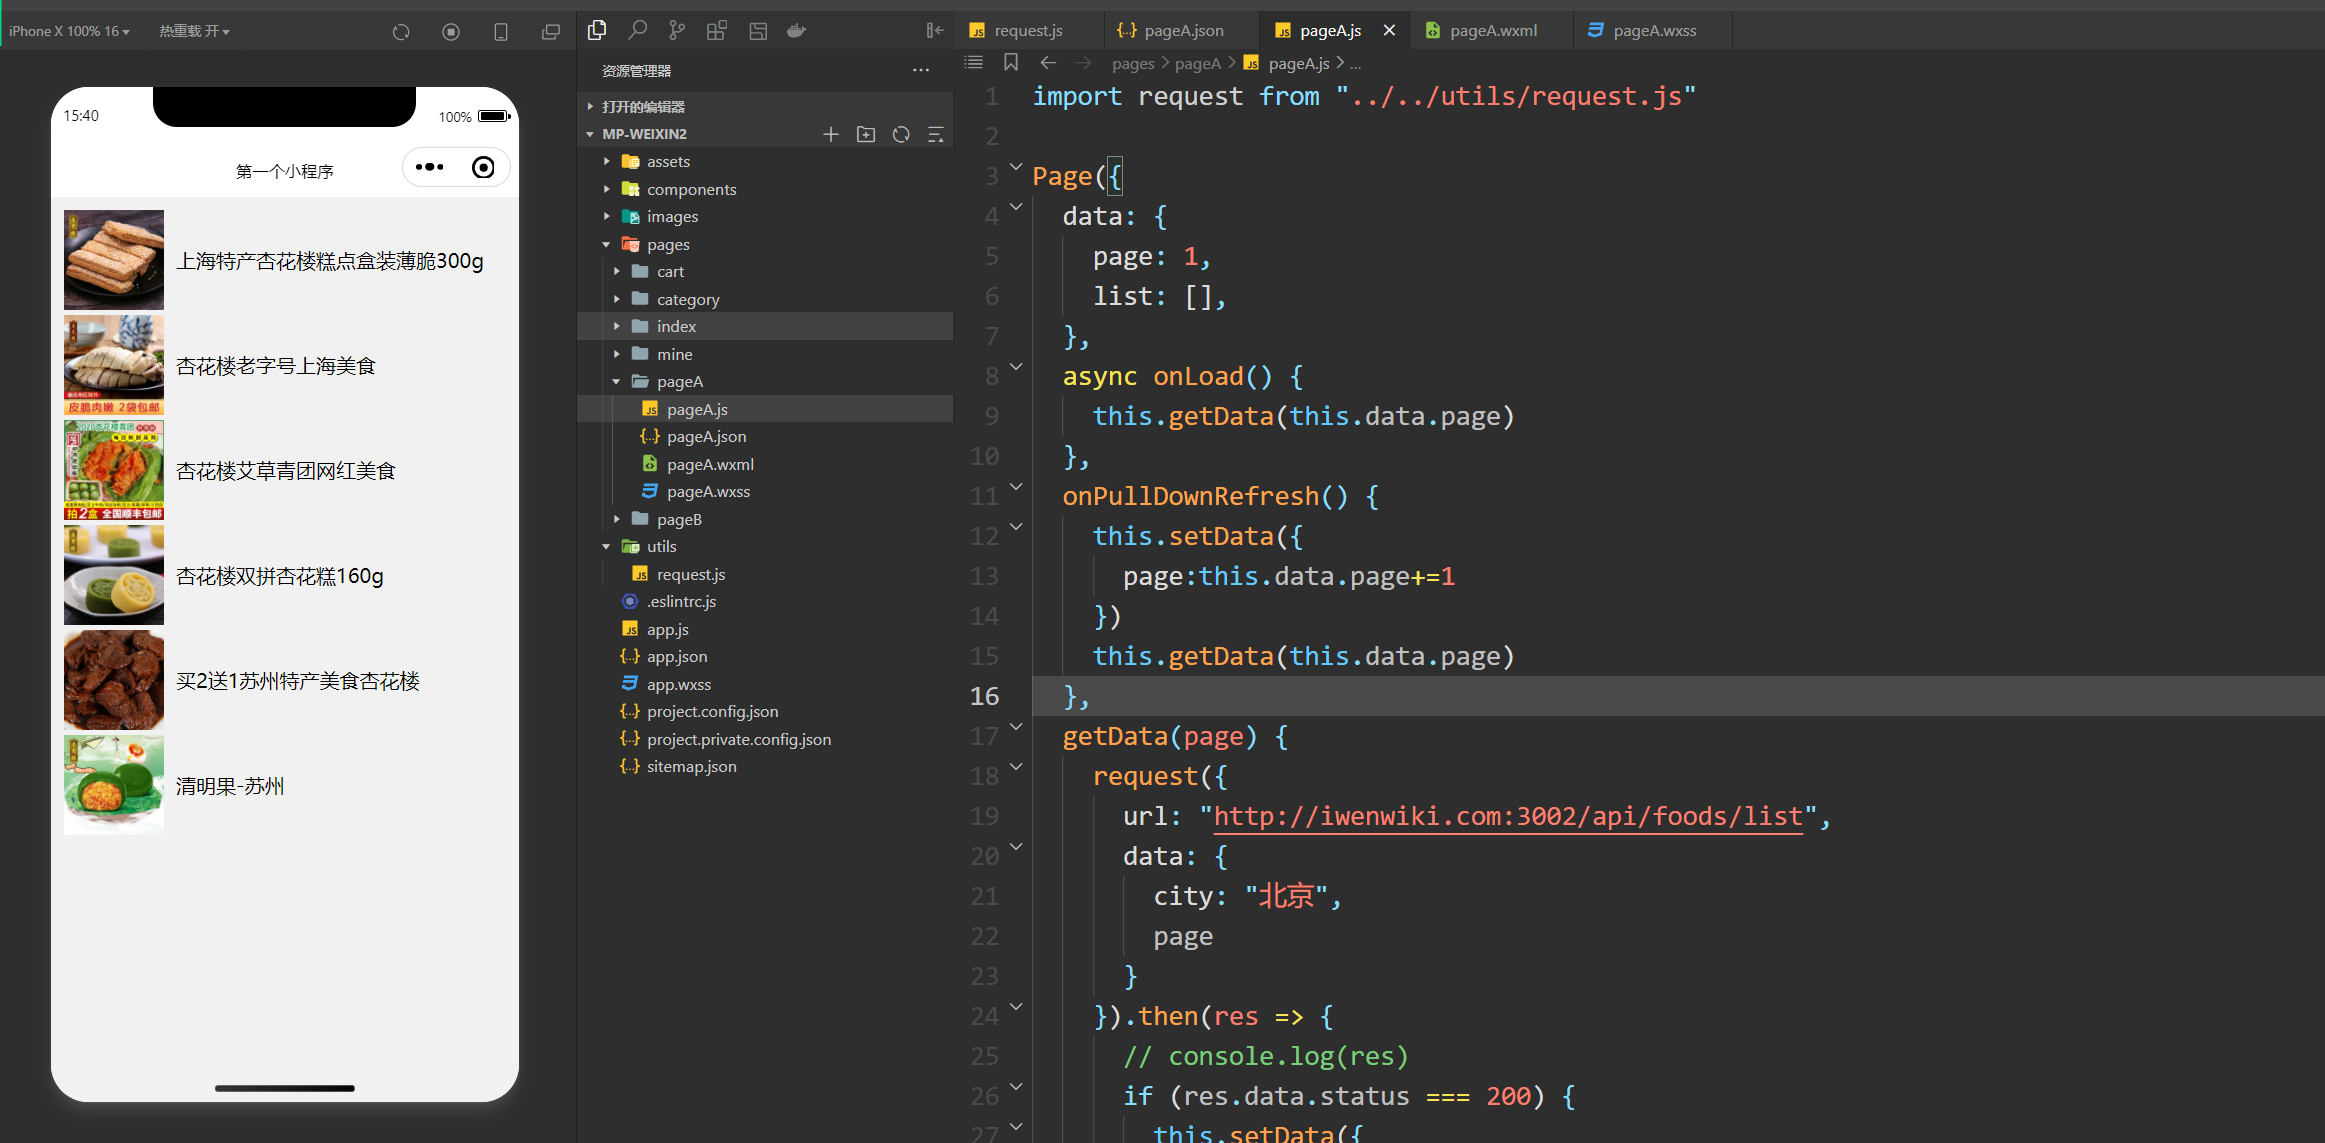 iPhone X 100% 16
热重载 开
15:40
100%
第一个小程序
上海特产杏花楼糕点盒装薄脆300g
杏花楼老字号上海美食
皮脆肉嫩 2袋包邮
杏花楼艾草青团网红美食
拍2盒 全国顺丰包邮
杏花楼双拼杏花糕160g
买2送1苏州特产美食杏花楼
清明果-苏州
资源管理器
打开的编辑器
MP-WEIXIN2
assets
components
images
pages
cart
category
index
mine
pageA
pageA.js
pageA.json
pageA.wxml
pageA.wxss
pageB
utils
request.js
.eslintrc.js
app.js
app.json
app.wxss
project.config.json
project.private.config.json
sitemap.json
request.js
pageA.json
pageA.js
pageA.wxml
pageA.wxss
pages > pageA > pageA.js > ...
1 import request from "../../utils/request.js"
2
3 Page({
4 data: {
5 page: 1,
6 list: [],
7 },
8 async onLoad() {
9 this.getData(this.data.page)
10 },
11 onPullDownRefresh() {
12 this.setData({
13 page:this.data.page+=1
14 })
15 this.getData(this.data.page)
16 },
17 getData(page) {
18 request({
19 url: "http://iwenwiki.com:3002/api/foods/list",
20 data: {
21 city: "北京",
22 page
23 }
24 }).then(res => {
25 // console.log(res)
26 if (res.data.status === 200) {
27 this.setData({